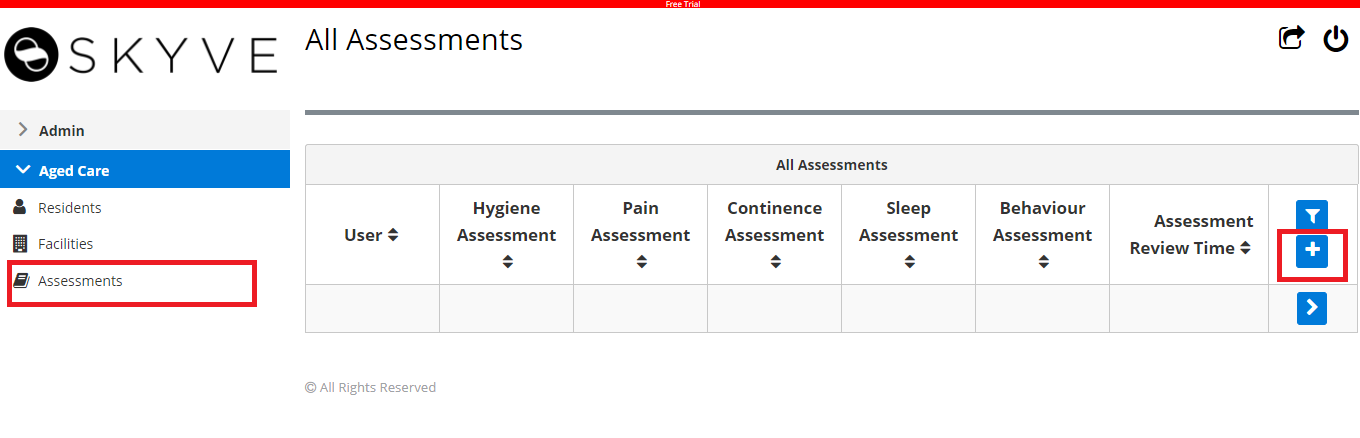 Free Trial
SKYVE
All Assessments
Admin
Aged Care
Residents
Facilities
Assessments
All Assessments
User
Hygiene
Assessment
Pain
Assessment
Continence
Assessment
Sleep
Assessment
Behaviour
Assessment
Assessment
Review Time
© All Rights Reserved